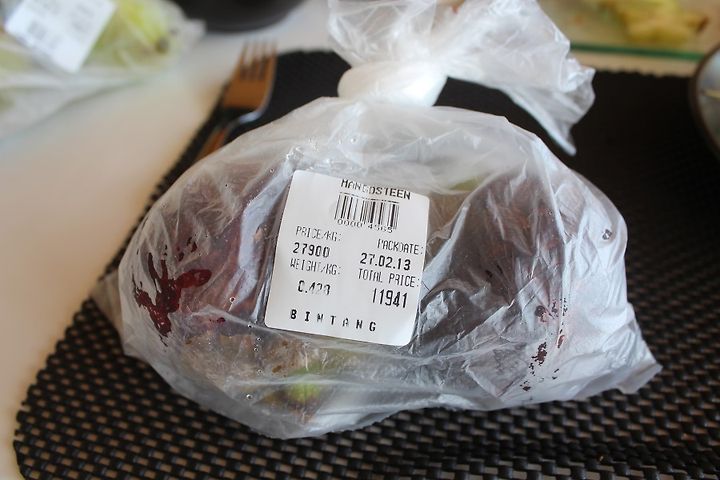 MANGOSTEEN
PRICE/KG: PACKDATE:
27900 27.02.13
WEIGHT/KG: TOTAL PRICE:
0.428 11941
BINTANG